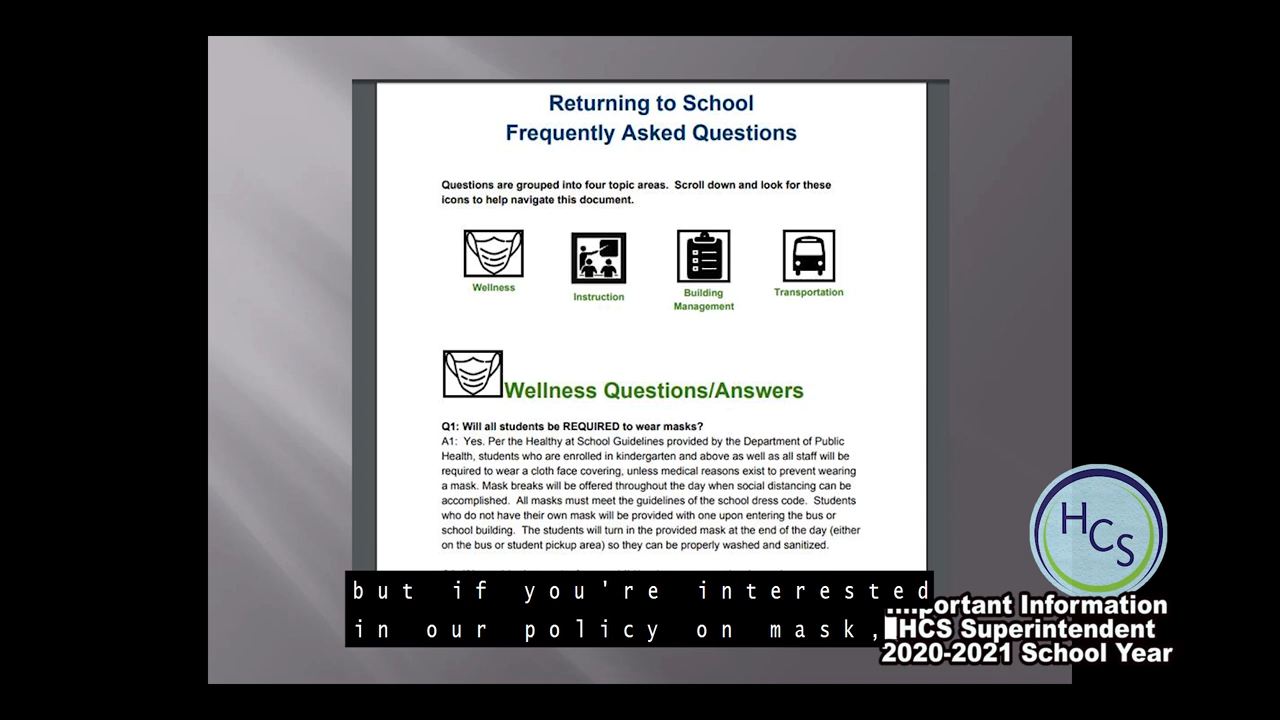 Returning to School
Frequently Asked Questions
Questions are grouped into four topic areas.  Scroll down and look for these
icons to help navigate this document.
Wellness
Instruction
Building
Management
Transportation
Wellness Questions/Answers
Q1: Will all students be REQUIRED to wear masks?
A1:  Yes. Per the Healthy at School Guidelines provided by the Department of Public
Health, students who are enrolled in kindergarten and above as well as all staff will be
required to wear a cloth face covering, unless medical reasons exist to prevent wearing
a mask. Mask breaks will be offered throughout the day when social distancing can be
accomplished.  All masks must meet the guidelines of the school dress code.  Students
who do not have their own mask will be provided with one upon entering the bus or
school building.  The students will turn in the provided mask at the end of the day (either
on the bus or student pickup area) so they can be properly washed and sanitized.
but if you're interested
in our policy on mask,
HCS
Important Information
HCS Superintendent
2020-2021 School Year